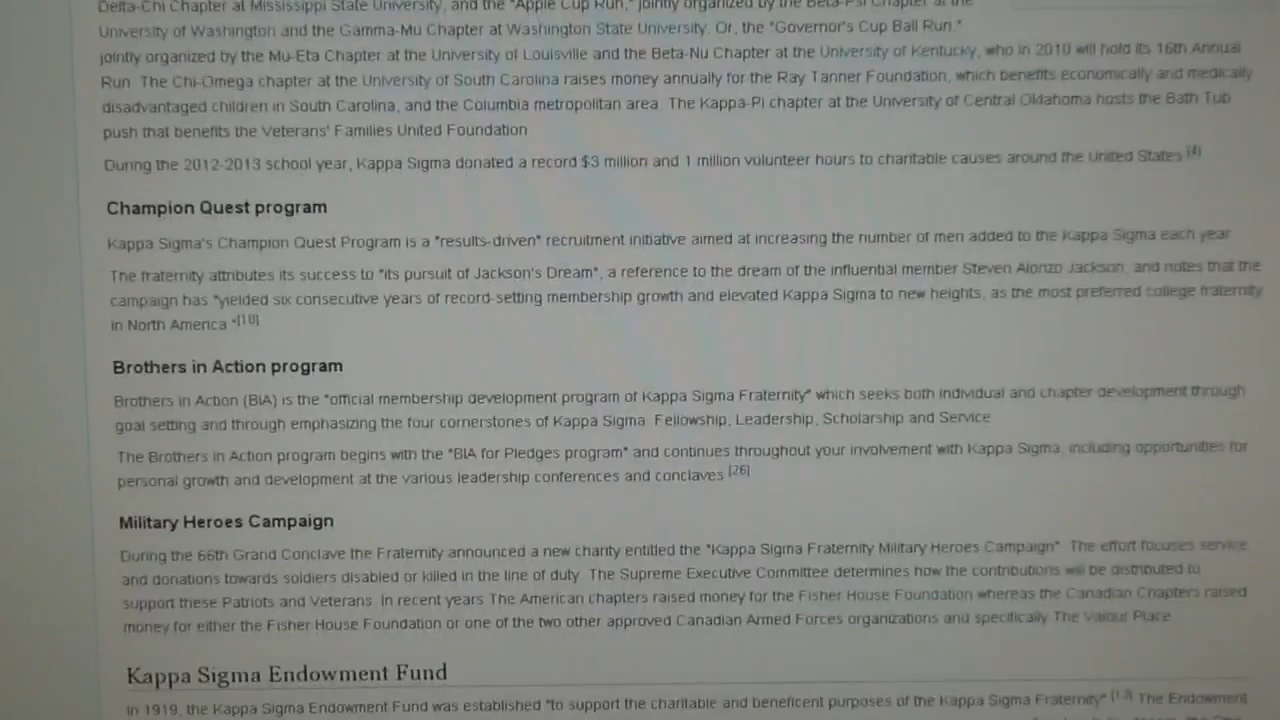 Delta-Chi Chapter at Mississippi State University, and the "Apple Cup Run," jointly organized by the Beta-Psi Chapter at the
University of Washington and the Gamma-Mu Chapter at Washington State University. Or, the "Governor's Cup Ball Run."
jointly organized by the Mu-Eta Chapter at the University of Louisville and the Beta-Nu Chapter at the University of Kentucky, who in 2010 will hold its 16th Annual
Run. The Chi-Omega chapter at the University of South Carolina raises money annually for the Ray Tanner Foundation, which benefits economically and medically
disadvantaged children in South Carolina, and the Columbia metropolitan area. The Kappa-Pi chapter at the University of Central Oklahoma hosts the Bath Tub
push that benefits the Veterans' Families United Foundation
During the 2012-2013 school year, Kappa Sigma donated a record $3 million and 1 million volunteer hours to charitable causes around the United States.[4]
Champion Quest program
Kappa Sigma's Champion Quest Program is a "results-driven" recruitment initiative aimed at increasing the number of men added to the Kappa Sigma each year.
The fraternity attributes its success to "its pursuit of Jackson's Dream", a reference to the dream of the influential member Steven Alonzo Jackson, and notes that the
campaign has "yielded six consecutive years of record-setting membership growth and elevated Kappa Sigma to new heights, as the most preferred college fraternity
in North America."[10]
Brothers in Action program
Brothers in Action (BIA) is the "official membership development program of Kappa Sigma Fraternity" which seeks both individual and chapter development through
goal setting and through emphasizing the four cornerstones of Kappa Sigma: Fellowship, Leadership, Scholarship and Service.
The Brothers in Action program begins with the "BIA for Pledges program" and continues throughout your involvement with Kappa Sigma, including opportunities for
personal growth and development at the various leadership conferences and conclaves.[26]
Military Heroes Campaign
During the 66th Grand Conclave the Fraternity announced a new charity entitled the "Kappa Sigma Fraternity Military Heroes Campaign". The effort focuses service
and donations towards soldiers disabled or killed in the line of duty. The Supreme Executive Committee determines how the contributions will be distributed to
support these Patriots and Veterans. In recent years The American chapters raised money for the Fisher House Foundation whereas the Canadian Chapters raised
money for either the Fisher House Foundation or one of the two other approved Canadian Armed Forces organizations and specifically The Valour Place.
Kappa Sigma Endowment Fund
In 1919, the Kappa Sigma Endowment Fund was established "to support the charitable and beneficent purposes of the Kappa Sigma Fraternity" The Endowment